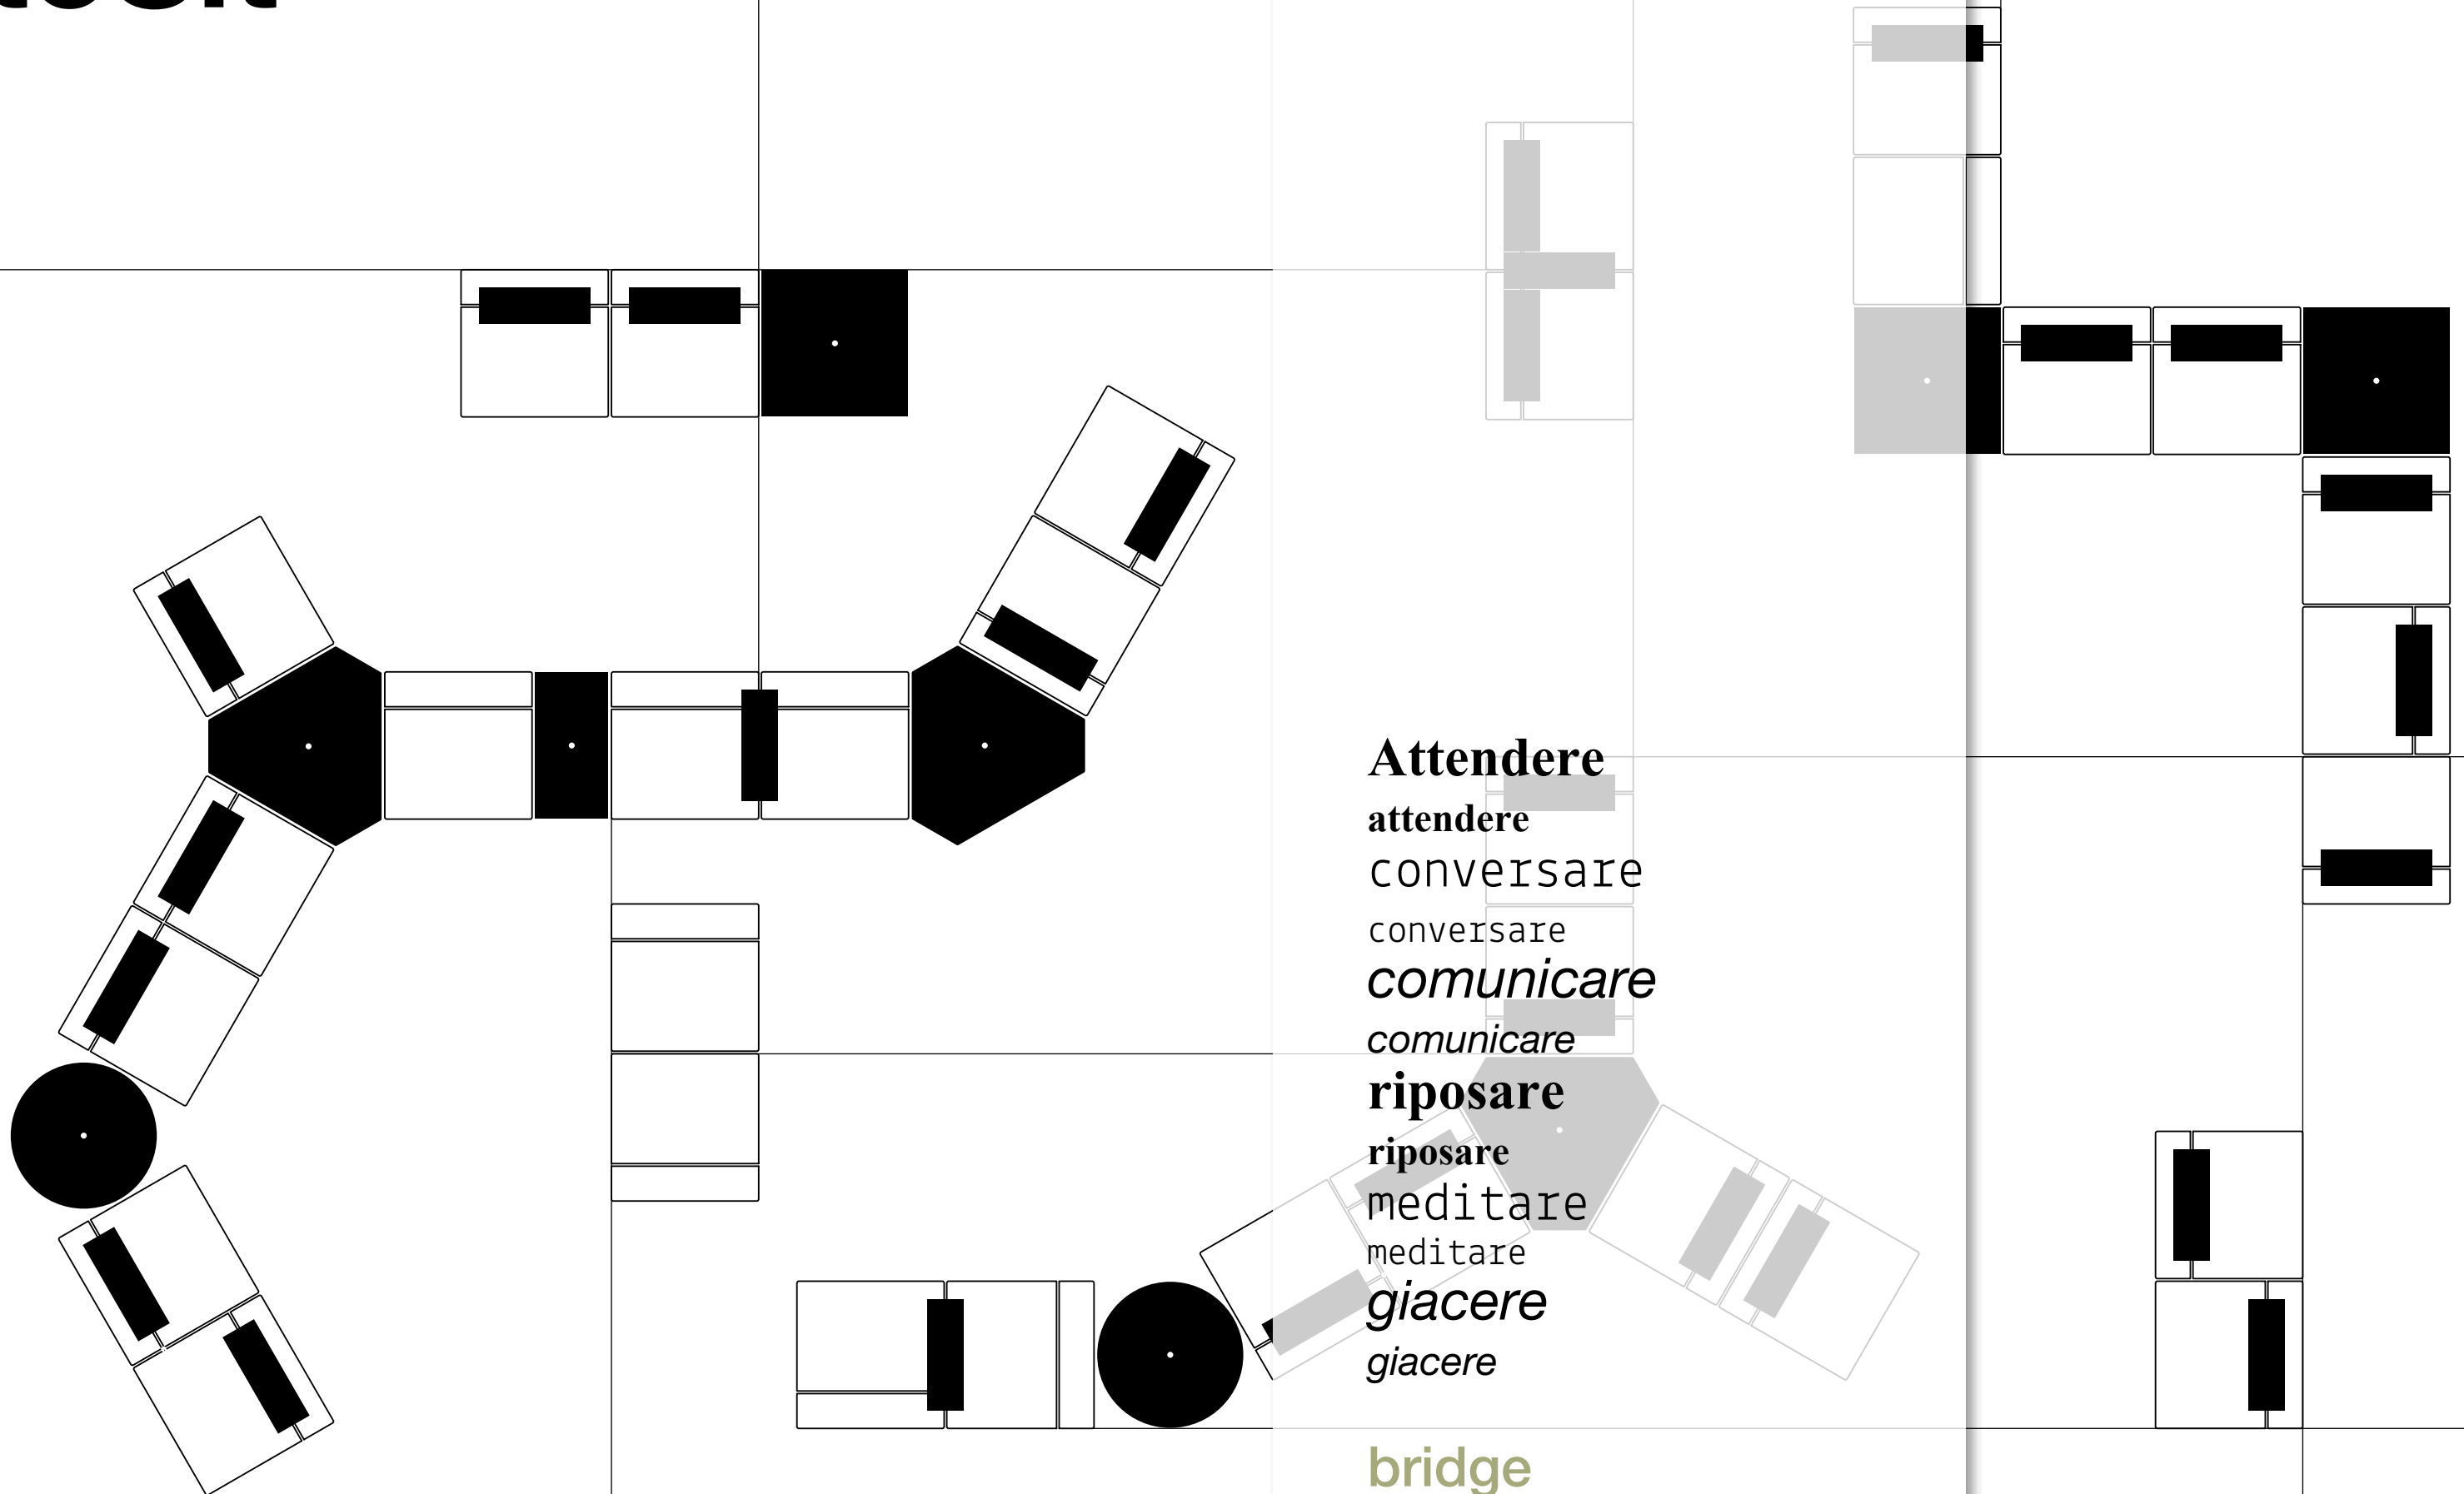 Attendere
attendere
conversare
conversare
comunicare
comunicare
riposare
riposare
meditare
meditare
giacere
giacere
bridge